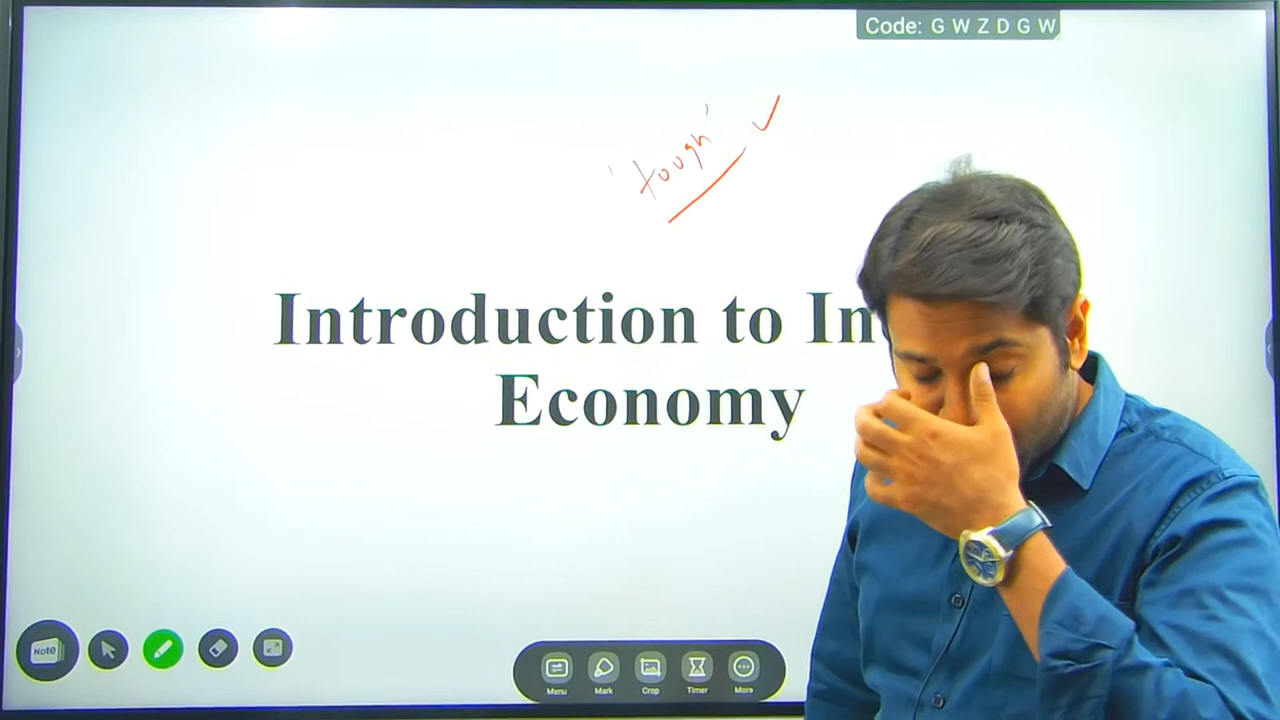 Code: G W Z D G W
'tough' ✓
Introduction to In
Economy
Note
Menu Mark Crop Timer More